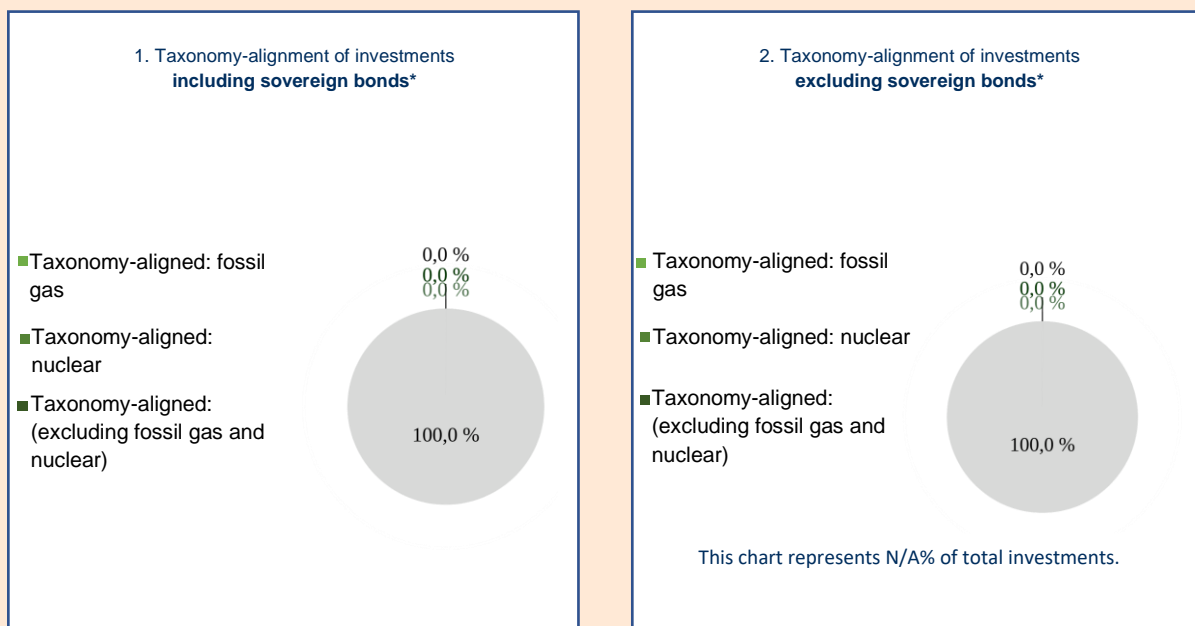 1. Taxonomy-alignment of investments
including sovereign bonds*
Taxonomy-aligned: fossil
gas
Taxonomy-aligned:
nuclear
Taxonomy-aligned:
(excluding fossil gas and
nuclear)
0,0 %
0,0 %
0,0 %
100,0 %
2. Taxonomy-alignment of investments
excluding sovereign bonds*
Taxonomy-aligned: fossil
gas
Taxonomy-aligned: nuclear
Taxonomy-aligned:
(excluding fossil gas and
nuclear)
0,0 %
0,0 %
0,0 %
100,0 %
This chart represents N/A% of total investments.